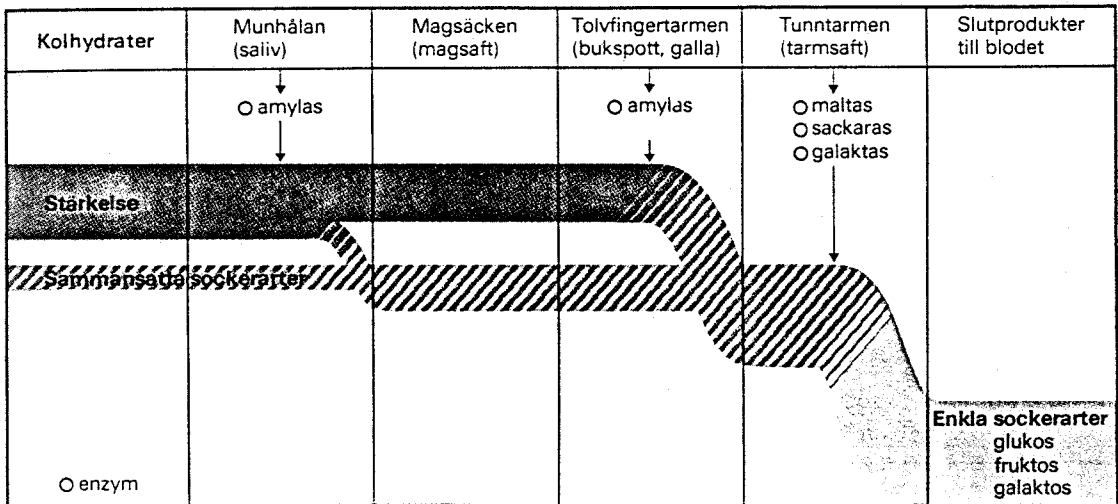 Kolhydrater
Munhålan
(saliv)
Magsäcken
(magsaft)
Tolvfingertarmen
(bukspott, galla)
Tunntarmen
(tarmsaft)
Slutprodukter
till blodet
amylas
amylas
maltas
sackaras
galaktas
Stärkelse
Sammansatta sockerarter
Enkla sockerarter
glukos
fruktos
galaktos
enzym